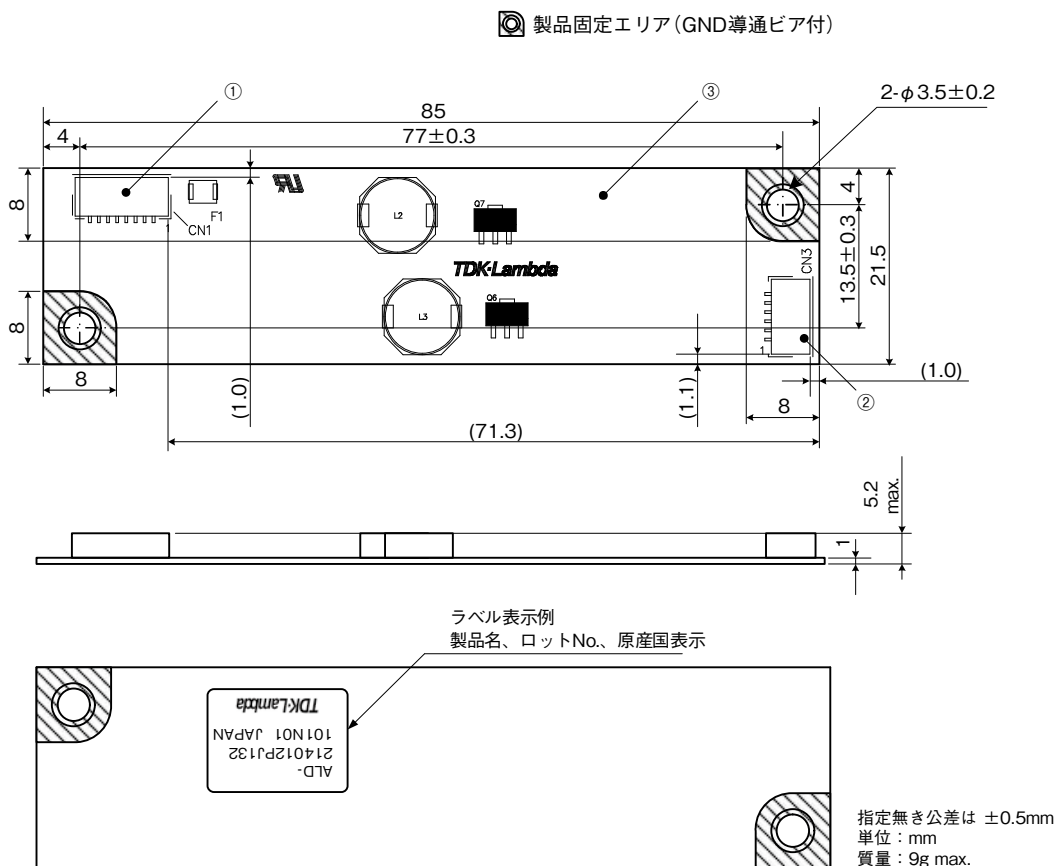 製品固定エリア(GND導通ビア付)
① ③ 2-φ3.5±0.2
85
4 77±0.3
8 F1 CN1 1 L2 Q7 4
TDK-Lambda
CN3 13.5±0.3 21.5
8 L3 Q6 1
8 (1.0) (1.1) 8 ② (1.0)
(71.3)
5.2 max.
1
ラベル表示例
製品名、ロットNo.、原産国表示
TDK-Lambda
101N01 JAPAN
214012PJ132
ALD-
指定無き公差は ±0.5mm
単位:mm
質量:9g max.